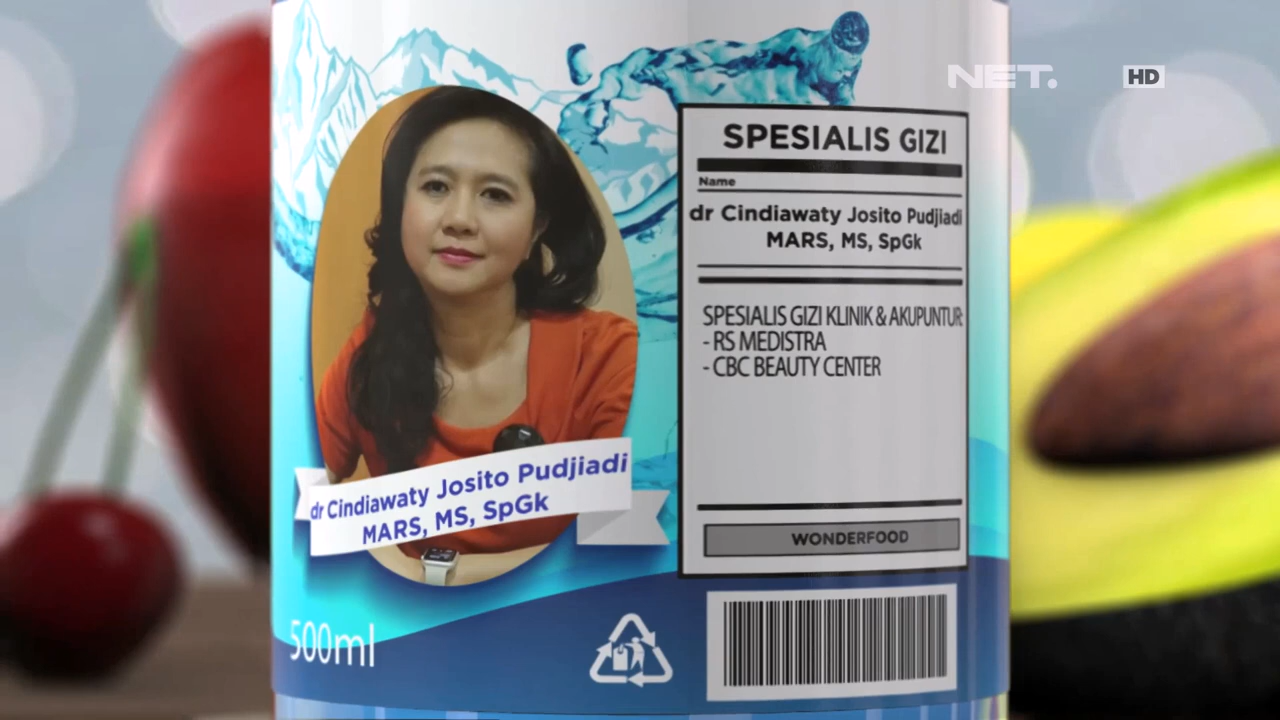 NET. HD
SPESIALIS GIZI
Name
dr Cindiawaty Josito Pudjiadi
MARS, MS, SpGk
SPESIALIS GIZI KLINIK & AKUPUNTUR:
- RS MEDISTRA
- CBC BEAUTY CENTER
WONDERFOOD
dr Cindiawaty Josito Pudjiadi
MARS, MS, SpGk
500ml